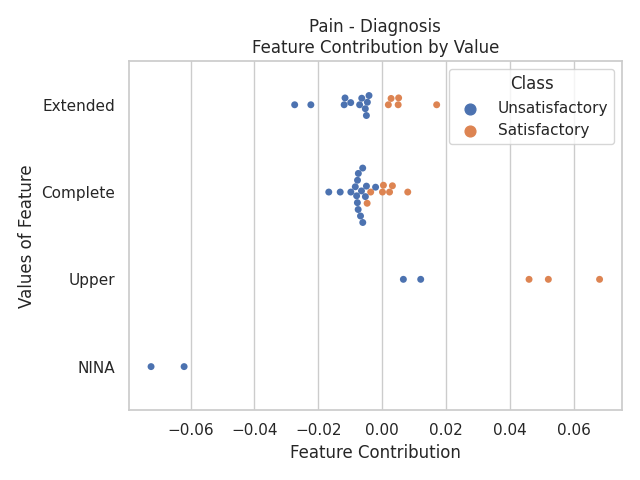 Pain - Diagnosis
Feature Contribution by Value
Values of Feature
Extended
Complete
Upper
NINA
Class
Unsatisfactory
Satisfactory
−0.06 −0.04 −0.02 0.00 0.02 0.04 0.06
Feature Contribution